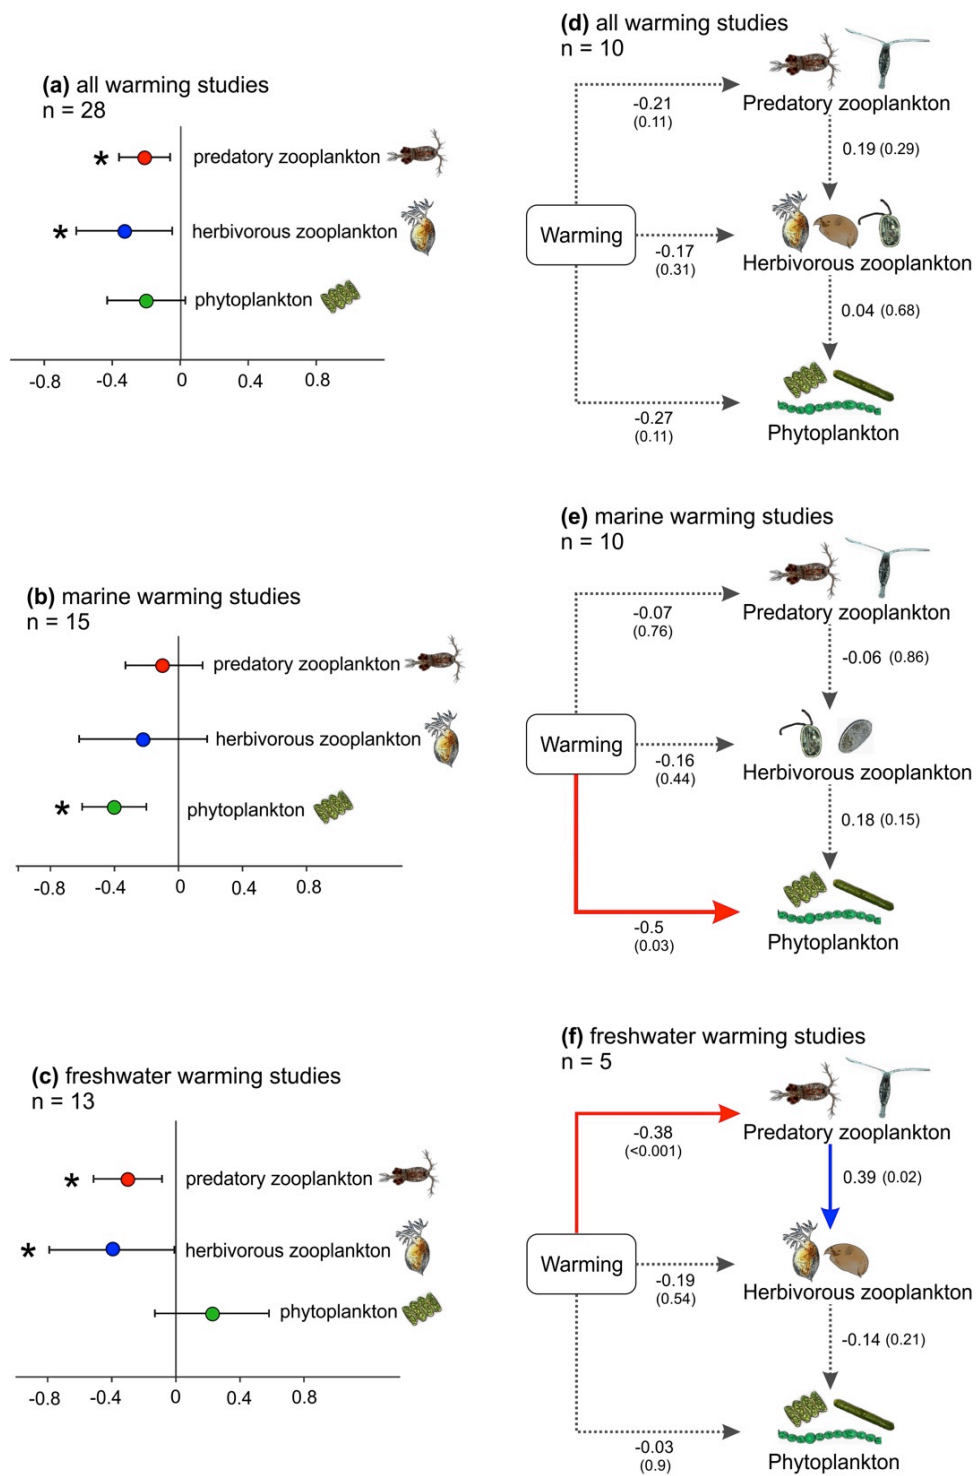 (a) all warming studies
n = 28
* predatory zooplankton
* herbivorous zooplankton
phytoplankton
-0.8 -0.4 0 0.4 0.8
(b) marine warming studies
n = 15
predatory zooplankton
herbivorous zooplankton
* phytoplankton
-0.8 -0.4 0 0.4 0.8
(c) freshwater warming studies
n = 13
* predatory zooplankton
* herbivorous zooplankton
phytoplankton
-0.8 -0.4 0 0.4 0.8
(d) all warming studies
n = 10
Predatory zooplankton
-0.21
(0.11)
0.19 (0.29)
Warming
-0.17
(0.31)
Herbivorous zooplankton
0.04 (0.68)
-0.27
(0.11)
Phytoplankton
(e) marine warming studies
n = 10
Predatory zooplankton
-0.07
(0.76)
-0.06 (0.86)
Warming
-0.16
(0.44)
Herbivorous zooplankton
0.18 (0.15)
-0.5
(0.03)
Phytoplankton
(f) freshwater warming studies
n = 5
Predatory zooplankton
-0.38
(<0.001)
0.39 (0.02)
Warming
-0.19
(0.54)
Herbivorous zooplankton
-0.14 (0.21)
-0.03
(0.9)
Phytoplankton